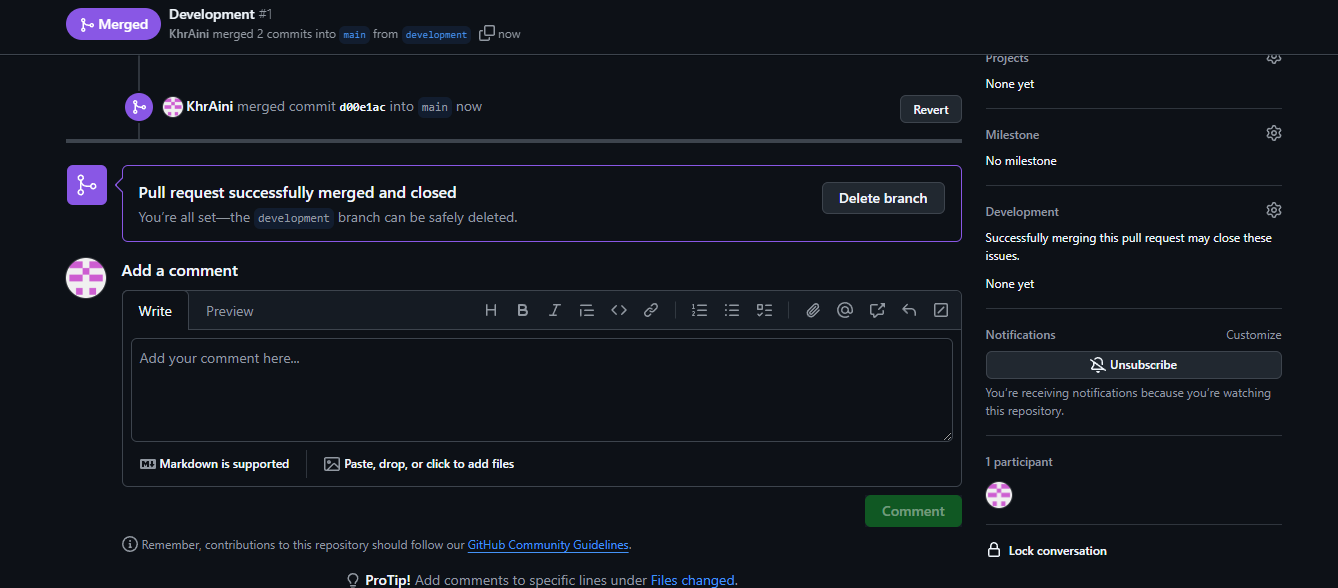 Merged
Development #1
KhrAini merged 2 commits into main from development now
KhrAini merged commit d00e1ac into main now
Revert
Pull request successfully merged and closed
You're all set—the development branch can be safely deleted.
Delete branch
Add a comment
Write
Preview
Add your comment here...
Markdown is supported
Paste, drop, or click to add files
Comment
Remember, contributions to this repository should follow our GitHub Community Guidelines.
ProTip! Add comments to specific lines under Files changed.
Projects
None yet
Milestone
No milestone
Development
Successfully merging this pull request may close these
issues.
None yet
Notifications
Customize
Unsubscribe
You're receiving notifications because you're watching
this repository.
1 participant
Lock conversation